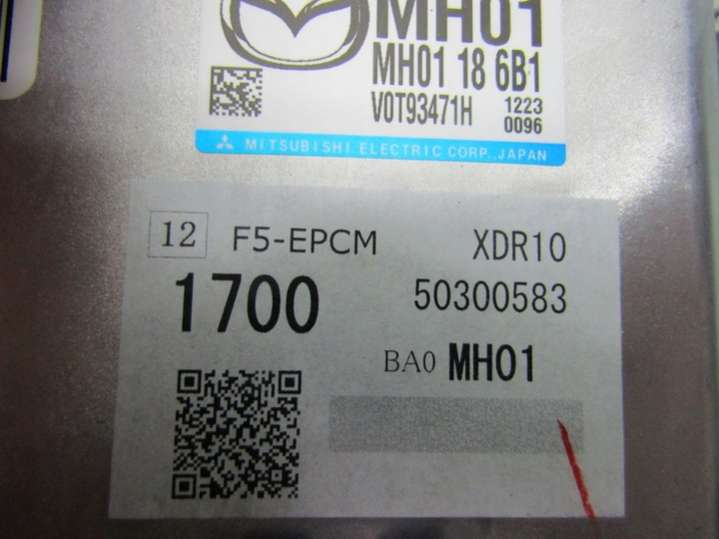 MH01
MH01 18 6B1
V0T93471H 1223
0096
MITSUBISHI ELECTRIC CORP., JAPAN
12 F5-EPCM XDR10
1700 50300583
BA0 MH01